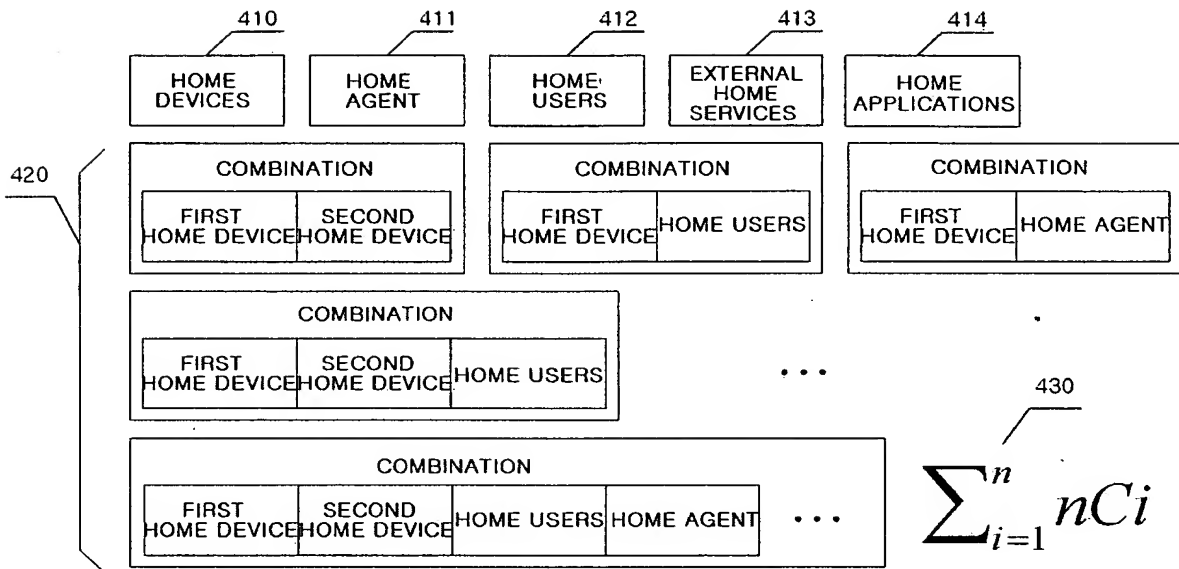 410 411 412 413 414
HOME DEVICES
HOME AGENT
HOME USERS
EXTERNAL HOME SERVICES
HOME APPLICATIONS
420
COMBINATION
FIRST HOME DEVICE
SECOND HOME DEVICE
COMBINATION
FIRST HOME DEVICE
HOME USERS
COMBINATION
FIRST HOME DEVICE
HOME AGENT
COMBINATION
FIRST HOME DEVICE
SECOND HOME DEVICE
HOME USERS
• • •
430
COMBINATION
FIRST HOME DEVICE
SECOND HOME DEVICE
HOME USERS
HOME AGENT
• • •
∑ⁿᵢ₌₁ nCi